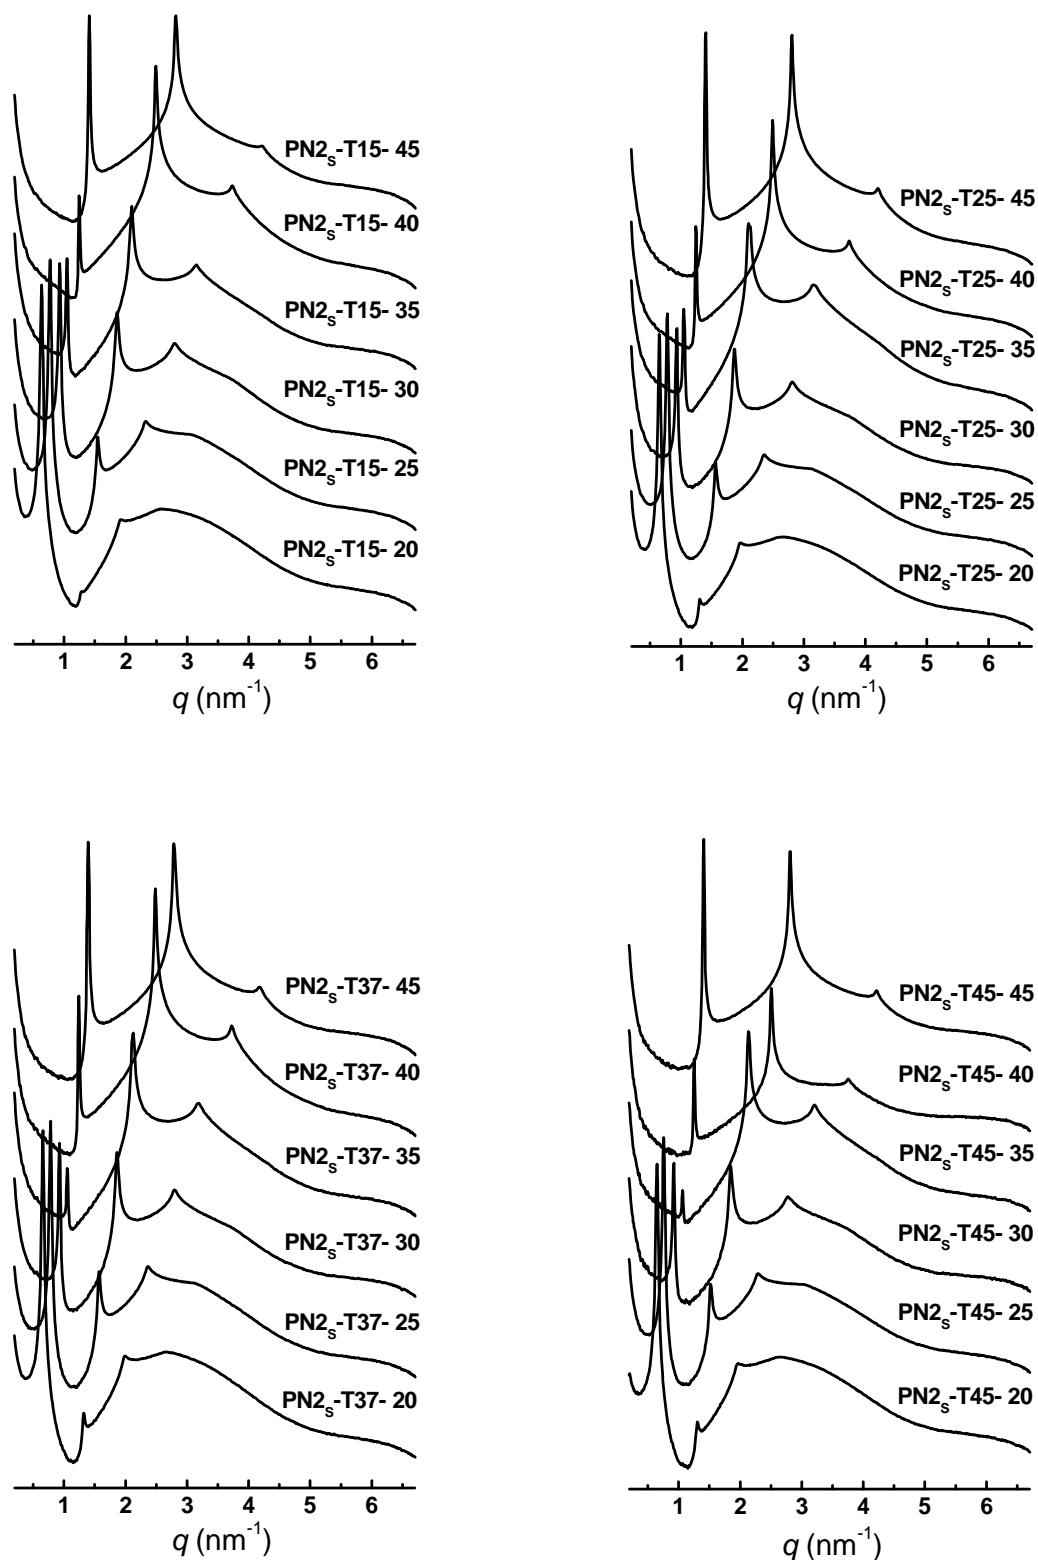 PN2S-T15- 45
PN2S-T15- 40
PN2S-T15- 35
PN2S-T15- 30
PN2S-T15- 25
PN2S-T15- 20
1 2 3 4 5 6
q (nm-1)
PN2S-T25- 45
PN2S-T25- 40
PN2S-T25- 35
PN2S-T25- 30
PN2S-T25- 25
PN2S-T25- 20
1 2 3 4 5 6
q (nm-1)
PN2S-T37- 45
PN2S-T37- 40
PN2S-T37- 35
PN2S-T37- 30
PN2S-T37- 25
PN2S-T37- 20
1 2 3 4 5 6
q (nm-1)
PN2S-T45- 45
PN2S-T45- 40
PN2S-T45- 35
PN2S-T45- 30
PN2S-T45- 25
PN2S-T45- 20
1 2 3 4 5 6
q (nm-1)